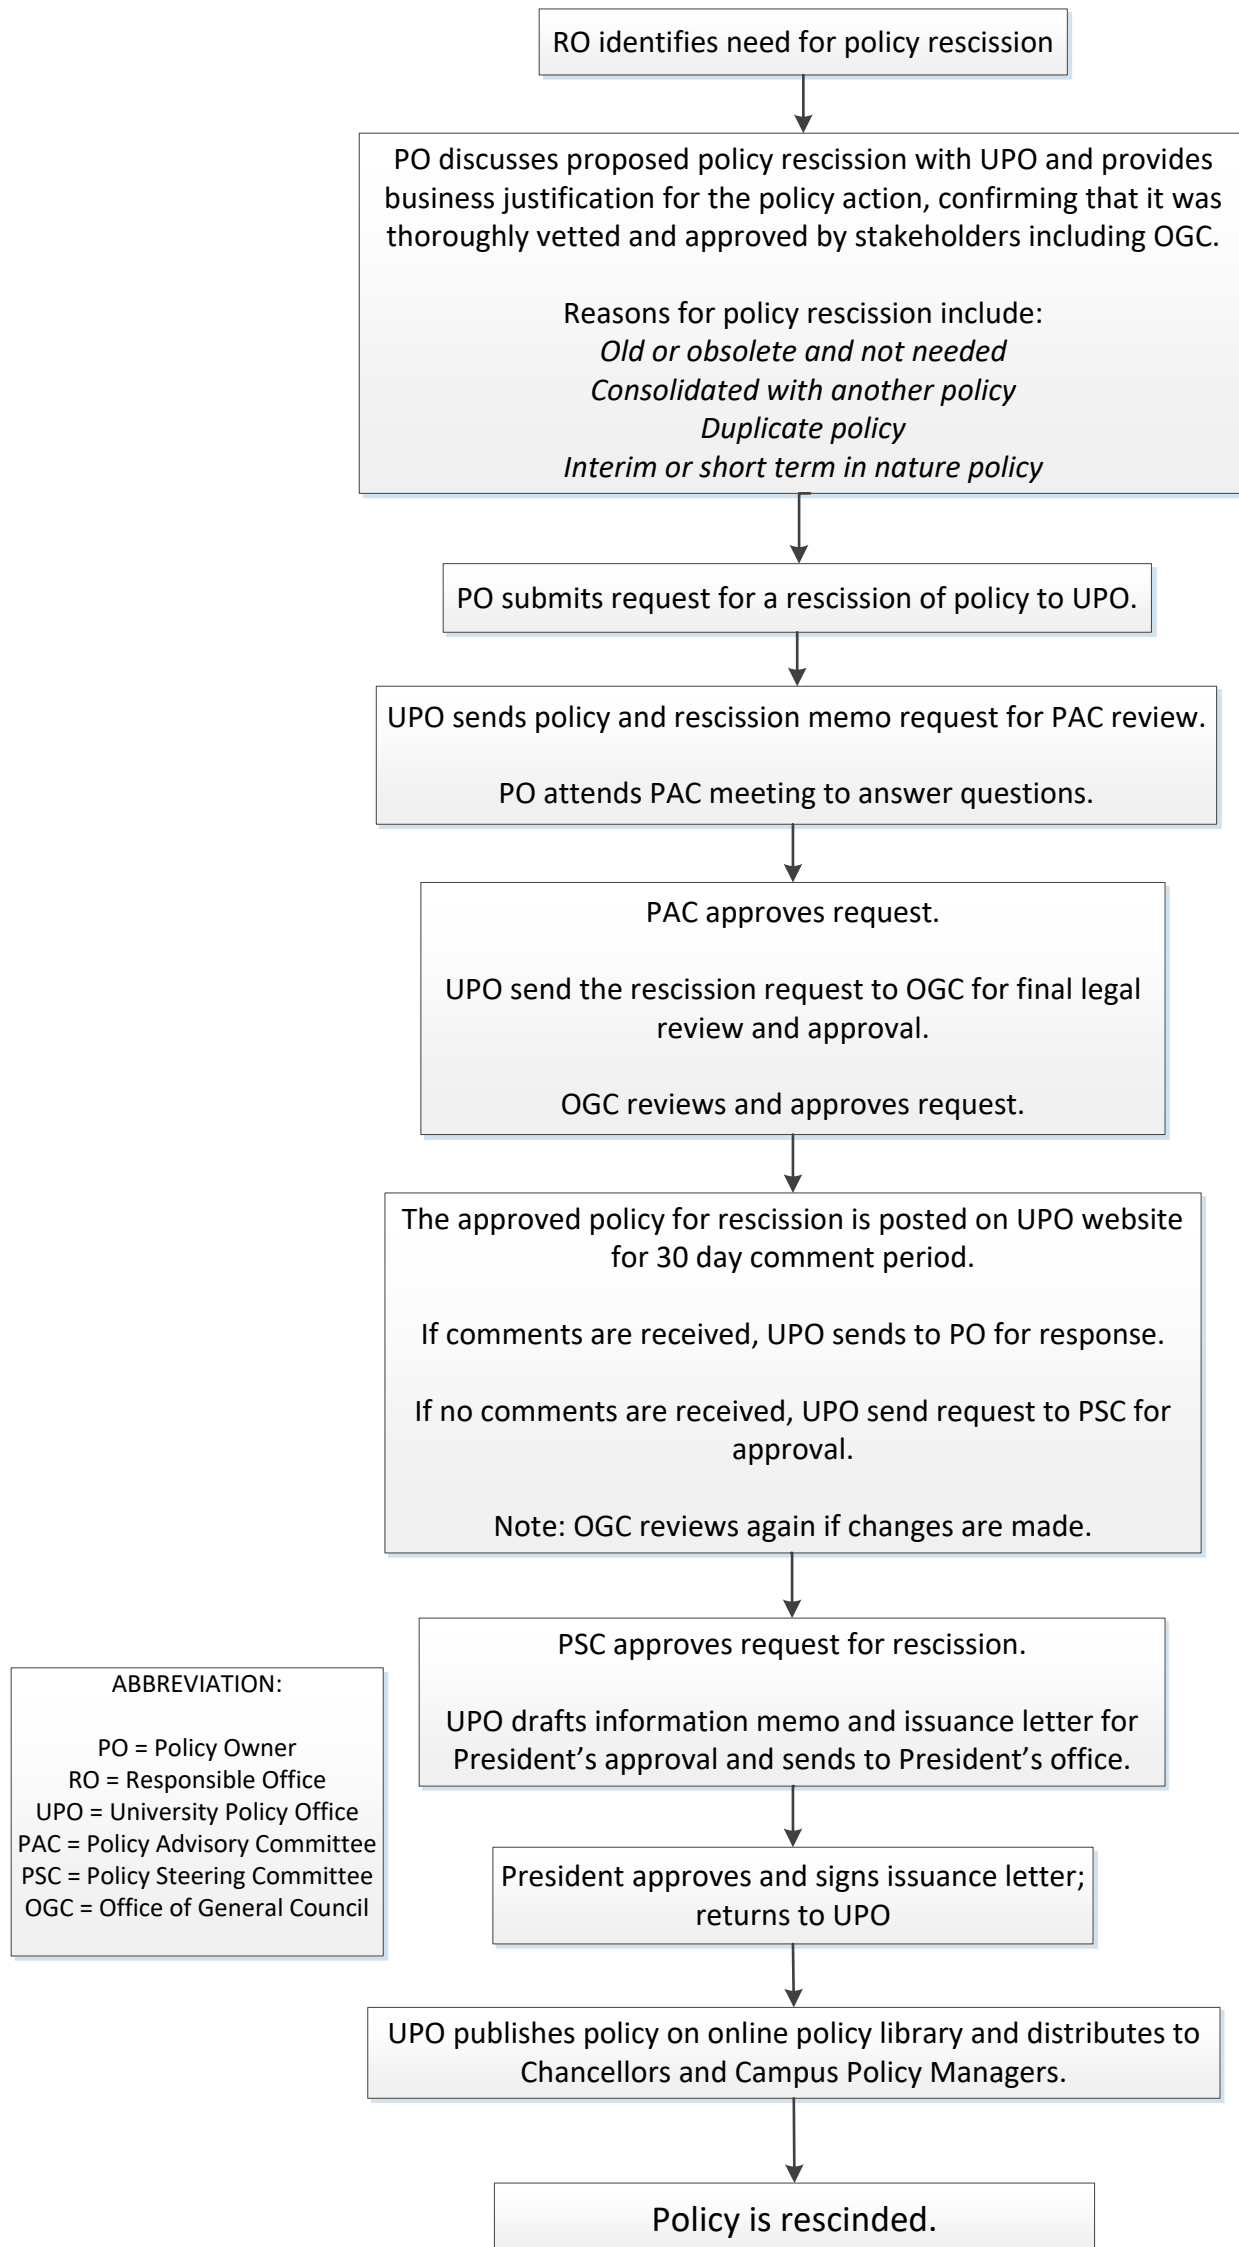 RO identifies need for policy rescission
PO discusses proposed policy rescission with UPO and provides
business justification for the policy action, confirming that it was
thoroughly vetted and approved by stakeholders including OGC.
Reasons for policy rescission include:
Old or obsolete and not needed
Consolidated with another policy
Duplicate policy
Interim or short term in nature policy
PO submits request for a rescission of policy to UPO.
UPO sends policy and rescission memo request for PAC review.
PO attends PAC meeting to answer questions.
PAC approves request.
UPO send the rescission request to OGC for final legal
review and approval.
OGC reviews and approves request.
The approved policy for rescission is posted on UPO website
for 30 day comment period.
If comments are received, UPO sends to PO for response.
If no comments are received, UPO send request to PSC for
approval.
Note: OGC reviews again if changes are made.
PSC approves request for rescission.
UPO drafts information memo and issuance letter for
President’s approval and sends to President’s office.
ABBREVIATION:
PO = Policy Owner
RO = Responsible Office
UPO = University Policy Office
PAC = Policy Advisory Committee
PSC = Policy Steering Committee
OGC = Office of General Council
President approves and signs issuance letter;
returns to UPO
UPO publishes policy on online policy library and distributes to
Chancellors and Campus Policy Managers.
Policy is rescinded.